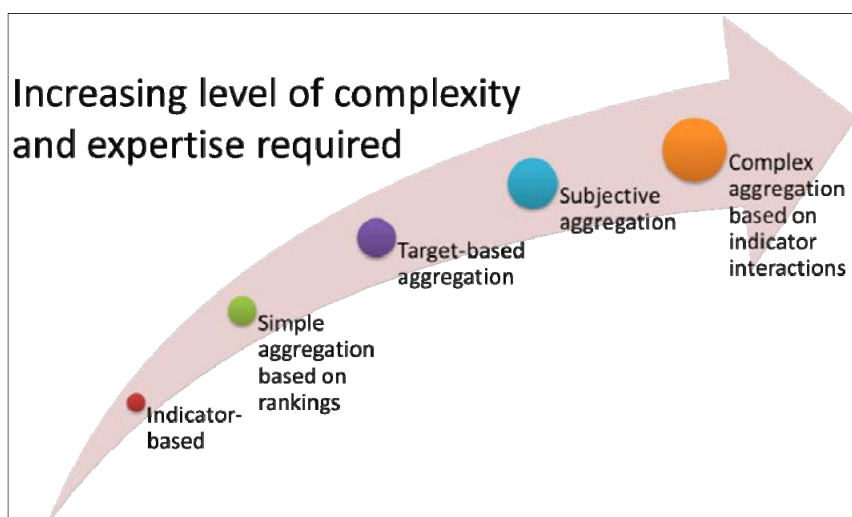 Increasing level of complexity
and expertise required
Indicator-
based
Simple
aggregation
based on
rankings
Target-based
aggregation
Subjective
aggregation
Complex
aggregation
based on
indicator
interactions